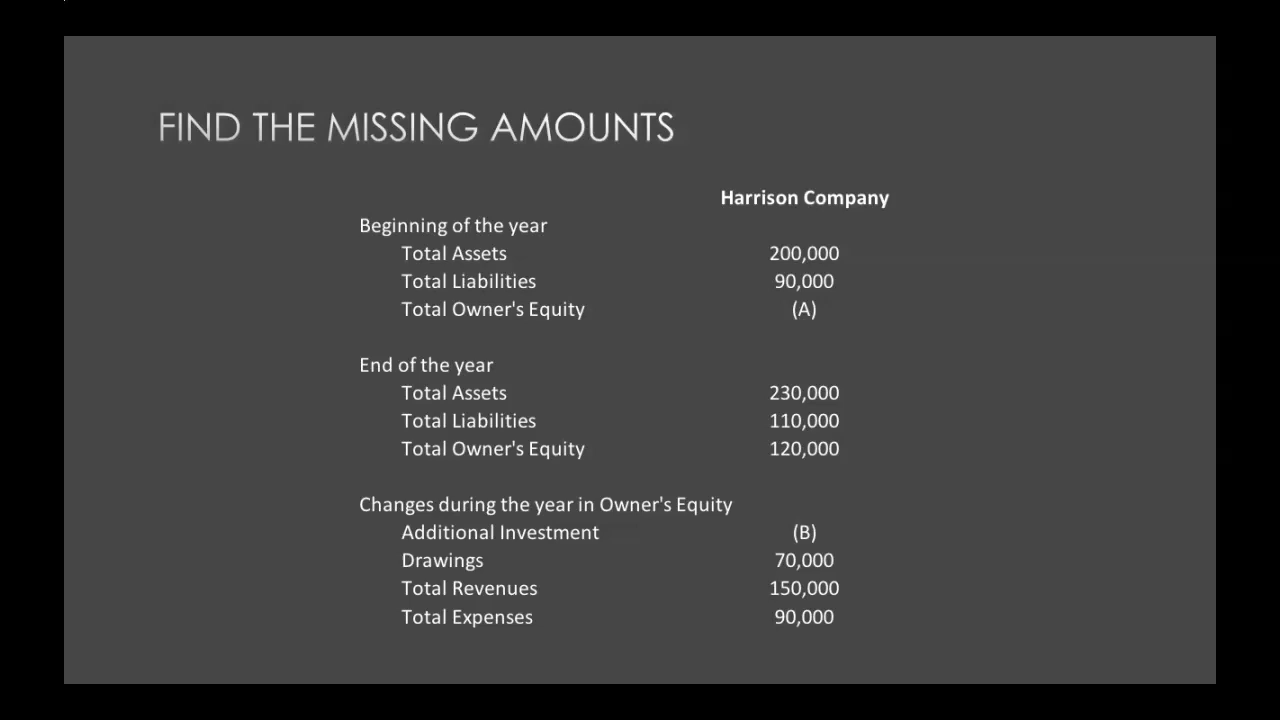 FIND THE MISSING AMOUNTS
Harrison Company
Beginning of the year
Total Assets 200,000
Total Liabilities 90,000
Total Owner's Equity (A)
End of the year
Total Assets 230,000
Total Liabilities 110,000
Total Owner's Equity 120,000
Changes during the year in Owner's Equity
Additional Investment (B)
Drawings 70,000
Total Revenues 150,000
Total Expenses 90,000